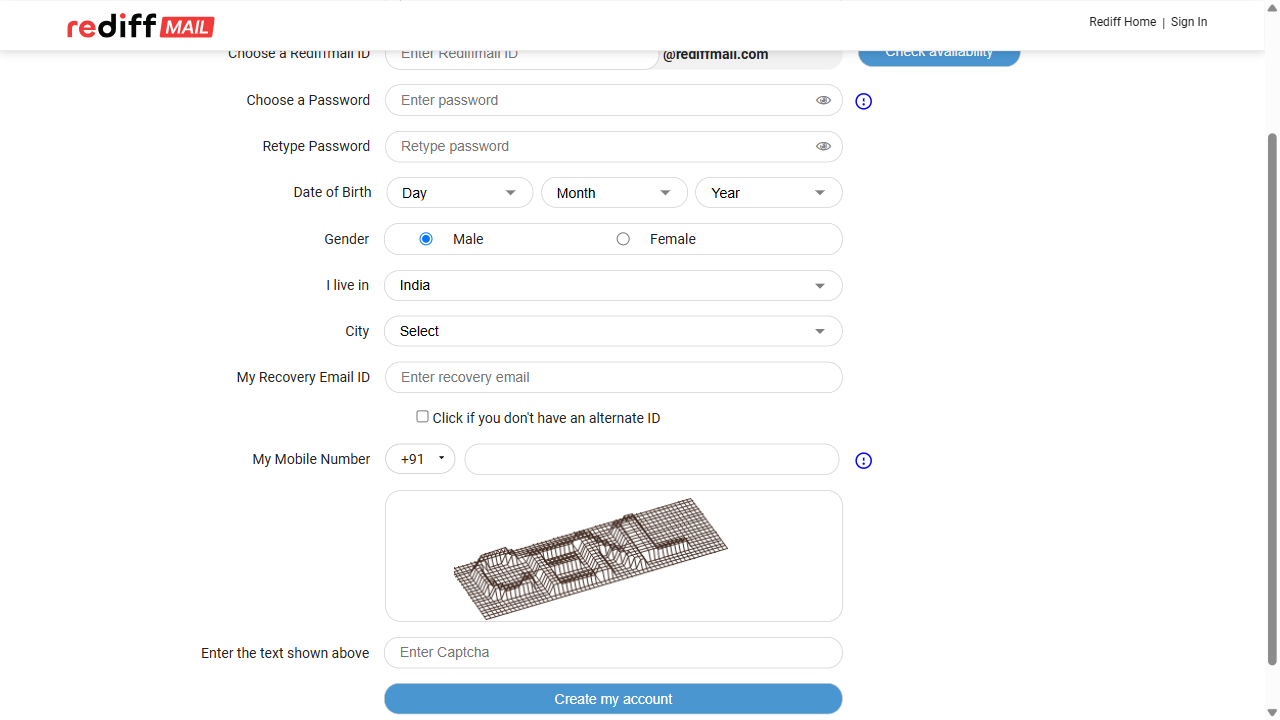 rediff MAIL
Rediff Home | Sign In
Choose a Rediffmail ID
Enter Rediffmail ID
@rediffmail.com
Check availability
Choose a Password
Enter password
Retype Password
Retype password
Date of Birth
Day
Month
Year
Gender
Male
Female
I live in
India
City
Select
My Recovery Email ID
Enter recovery email
Click if you don't have an alternate ID
My Mobile Number
+91
Enter the text shown above
Enter Captcha
Create my account